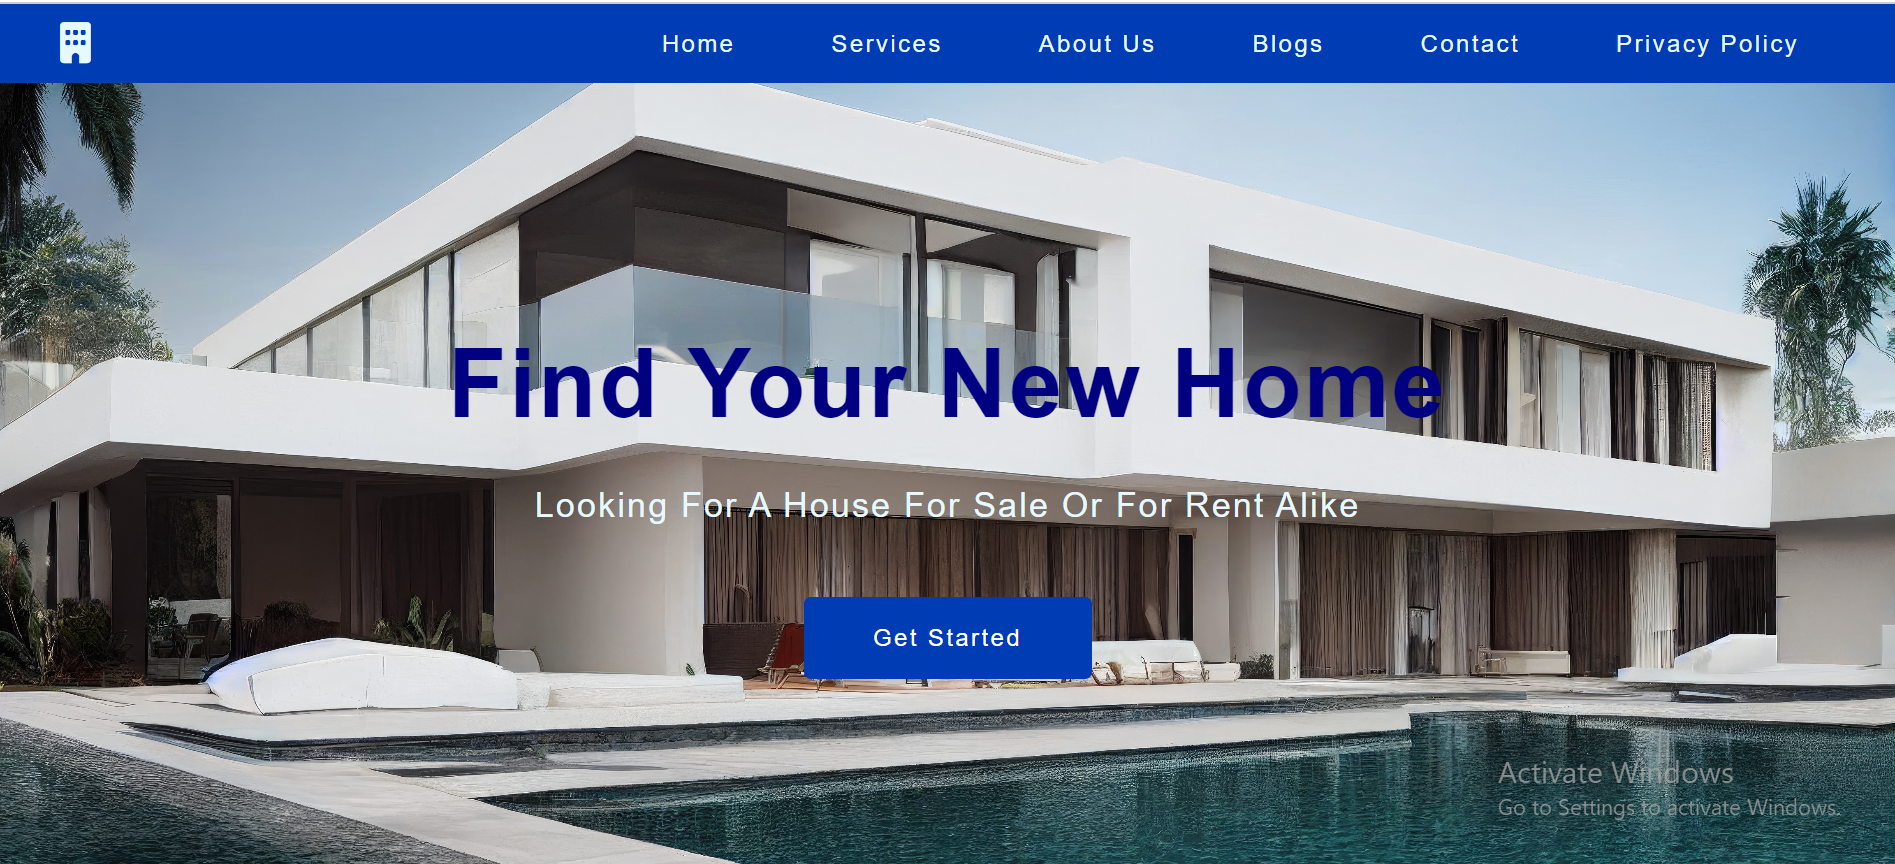 Home Services About Us Blogs Contact Privacy Policy
Find Your New Home
Looking For A House For Sale Or For Rent Alike
Get Started
Activate Windows
Go to Settings to activate Windows.